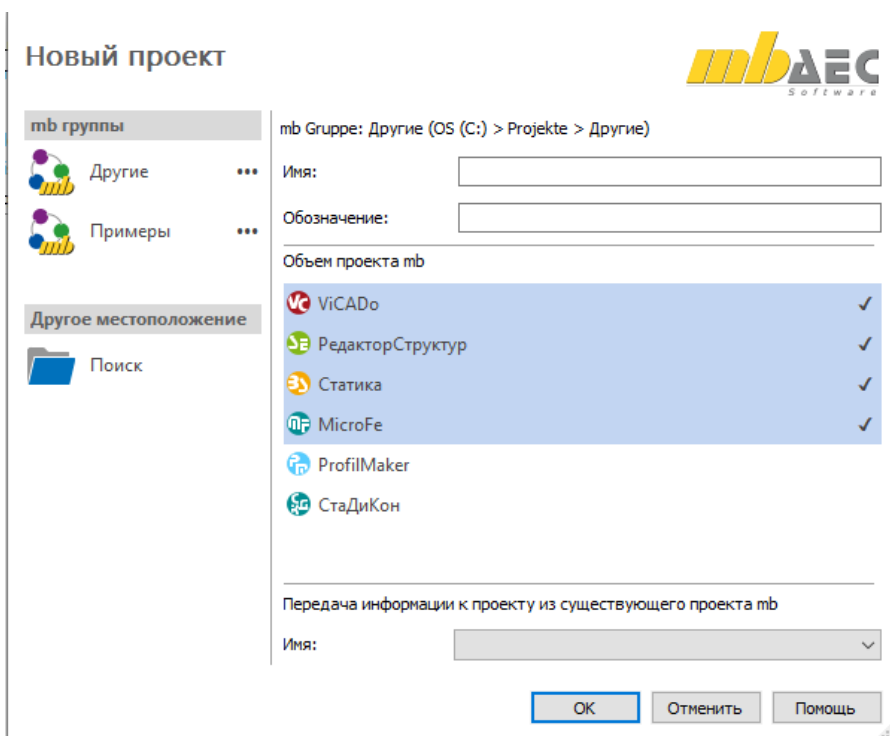 Новый проект
mbAEC
Software
mb группы
Другие
Примеры
Другое местоположение
Поиск
mb Gruppe: Другие (OS (C:) > Projekte > Другие)
Имя:
Обозначение:
Объем проекта mb
ViCADo
РедакторСтруктур
Статика
MicroFe
ProfilMaker
СтаДиКон
Передача информации к проекту из существующего проекта mb
Имя:
OK
Отменить
Помощь